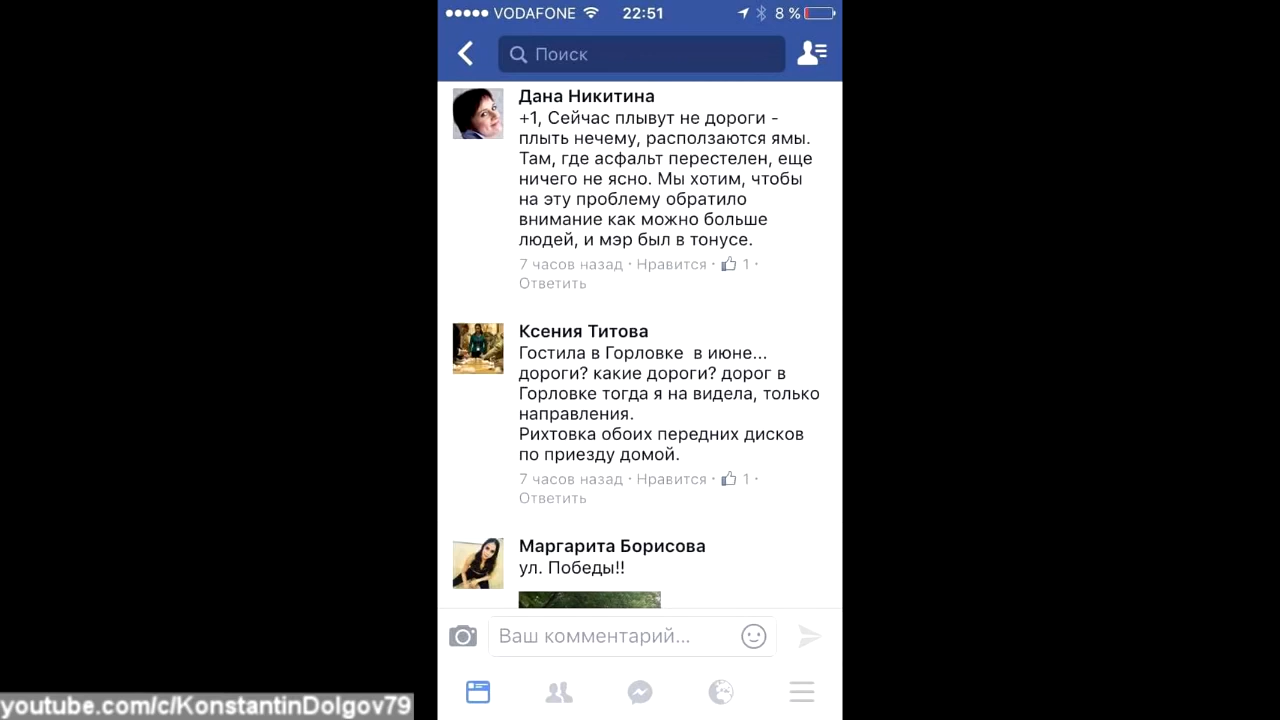 VODAFONE 22:51 8 %
Поиск
Дана Никитина
+1, Сейчас плывут не дороги -
плыть нечему, расползаются ямы.
Там, где асфальт перестелен, еще
ничего не ясно. Мы хотим, чтобы
на эту проблему обратило
внимание как можно больше
людей, и мэр был в тонусе.
7 часов назад · Нравится · 1 ·
Ответить
Ксения Титова
Гостила в Горловке в июне...
дороги? какие дороги? дорог в
Горловке тогда я на видела, только
направления.
Рихтовка обоих передних дисков
по приезду домой.
7 часов назад · Нравится · 1 ·
Ответить
Маргарита Борисова
ул. Победы!!
Ваш комментарий...
youtube.com/c/KonstantinDolgov79